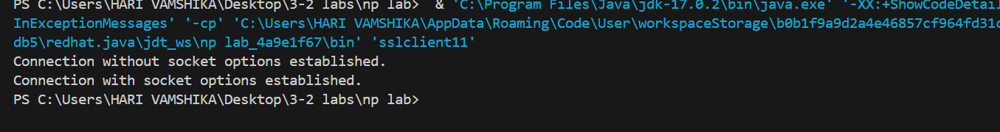 PS C:\Users\HARI VAMSHIKA\Desktop\3-2 labs\np lab>  & 'C:\Program Files\Java\jdk-17.0.2\bin\java.exe' '-XX:+ShowCodeDetail
InExceptionMessages' '-cp' 'C:\Users\HARI VAMSHIKA\AppData\Roaming\Code\User\workspaceStorage\b0b1f9a9d2a4e46857cf964fd31c
db5\redhat.java\jdt_ws\np lab_4a9e1f67\bin' 'sslclient11'
Connection without socket options established.
Connection with socket options established.
PS C:\Users\HARI VAMSHIKA\Desktop\3-2 labs\np lab>